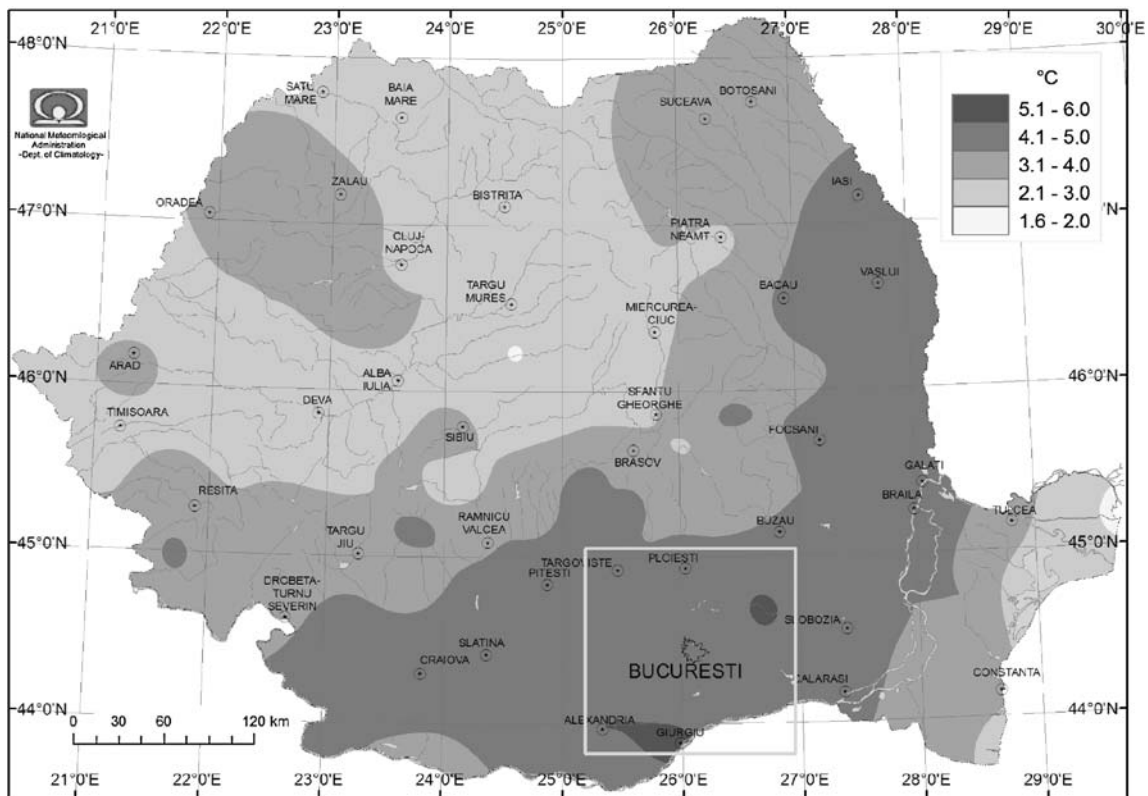 21°0'E 22°0'E 23°0'E 24°0'E 25°0'E 26°0'E 27°0'E 28°0'E 29°0'E 30°0'E
48°0'N
47°0'N
46°0'N
45°0'N
44°0'N
National Meteorological
Administration
-Dept. of Climatology-
°C
5.1 - 6.0
4.1 - 5.0
3.1 - 4.0
2.1 - 3.0
1.6 - 2.0
SATU
MARE
BAIA
MARE
SUCEAVA
BOTOSANI
ORADEA
ZALAU
BISTRITA
IASI
CLUJ-
NAPOCA
PIATRA
NEAMT
TARGU
MURES
BACAU
VASLUI
MIERCUREA-
CIUC
ARAD
ALBA
IULIA
TIMISOARA
DEVA
SFANTU
GHEORGHE
SIBIU
BRASOV
FOCSANI
GALATI
BRAILA
TULCEA
RESITA
TARGU
JIU
RAMNICU
VALCEA
BUZAU
DROBETA-
TURNU
SEVERIN
TARGOVISTE
PITESTI
PLOIESTI
SLOBOZIA
SLATINA
CRAIOVA
BUCURESTI
CALARASI
CONSTANTA
ALEXANDRIA
GIURGIU
0 30 60 120 km
47°0'N
46°0'N
45°0'N
44°0'N
21°0'E 22°0'E 23°0'E 24°0'E 25°0'E 26°0'E 27°0'E 28°0'E 29°0'E